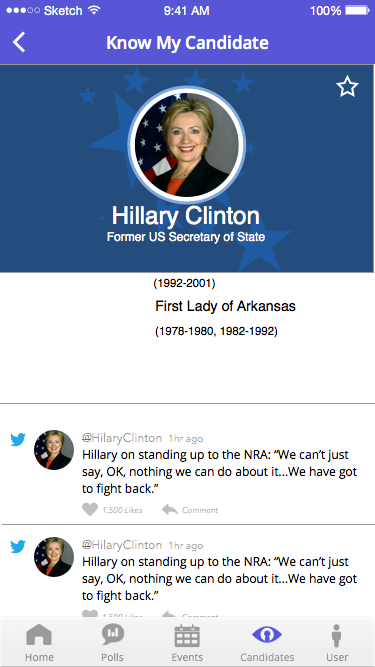 Sketch 9:41 AM 100%
Know My Candidate
Hillary Clinton
Former US Secretary of State
(1992-2001)
First Lady of Arkansas
(1978-1980, 1982-1992)
@HilaryClinton 1hr ago
Hillary on standing up to the NRA: “We can’t just
say, OK, nothing we can do about it...We have got
to fight back.”
1,500 Likes Comment
@HilaryClinton 1hr ago
Hillary on standing up to the NRA: “We can’t just
say, OK, nothing we can do about it...We have got
to fight back.”
1,500 Likes Comment
Home Polls Events Candidates User